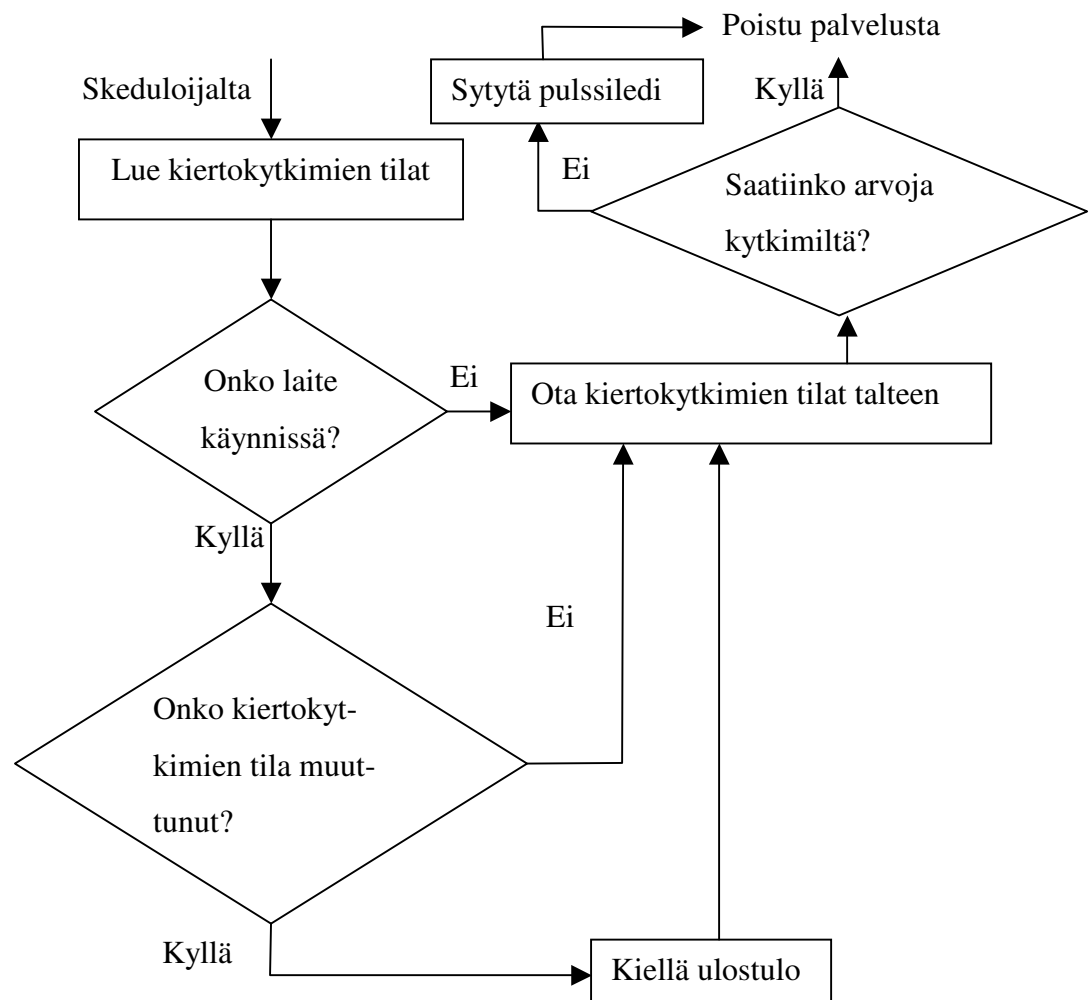 Skeduloijalta
Lue kiertokytkimien tilat
Onko laite
käynnissä?
Ei
Kyllä
Onko kiertokyt-
kimien tila muut-
tunut?
Ei
Kyllä
Kiellä ulostulo
Ota kiertokytkimien tilat talteen
Saatiinko arvoja
kytkimiltä?
Ei
Kyllä
Sytytä pulssiledi
Poistu palvelusta